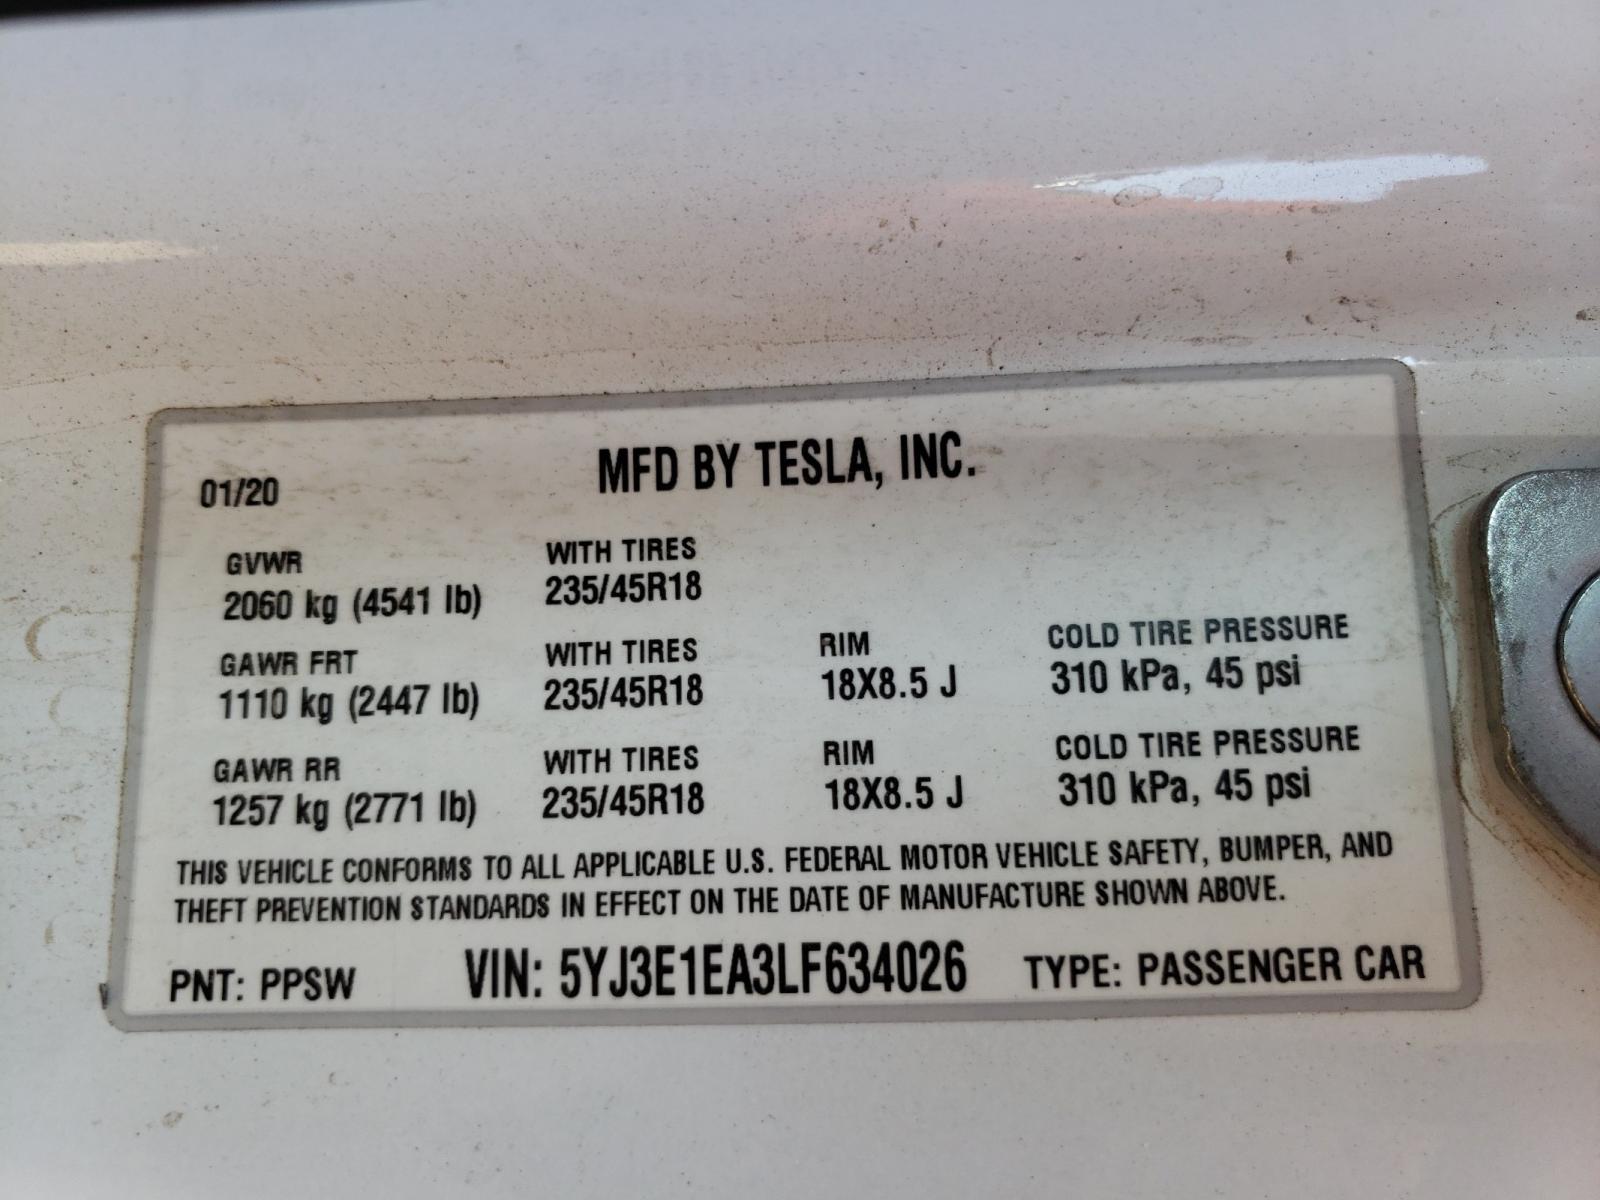 01/20 MFD BY TESLA, INC.
GVWR WITH TIRES
2060 kg (4541 lb) 235/45R18
GAWR FRT WITH TIRES RIM COLD TIRE PRESSURE
1110 kg (2447 lb) 235/45R18 18X8.5 J 310 kPa, 45 psi
GAWR RR WITH TIRES RIM COLD TIRE PRESSURE
1257 kg (2771 lb) 235/45R18 18X8.5 J 310 kPa, 45 psi
THIS VEHICLE CONFORMS TO ALL APPLICABLE U.S. FEDERAL MOTOR VEHICLE SAFETY, BUMPER, AND
THEFT PREVENTION STANDARDS IN EFFECT ON THE DATE OF MANUFACTURE SHOWN ABOVE.
PNT: PPSW VIN: 5YJ3E1EA3LF634026 TYPE: PASSENGER CAR